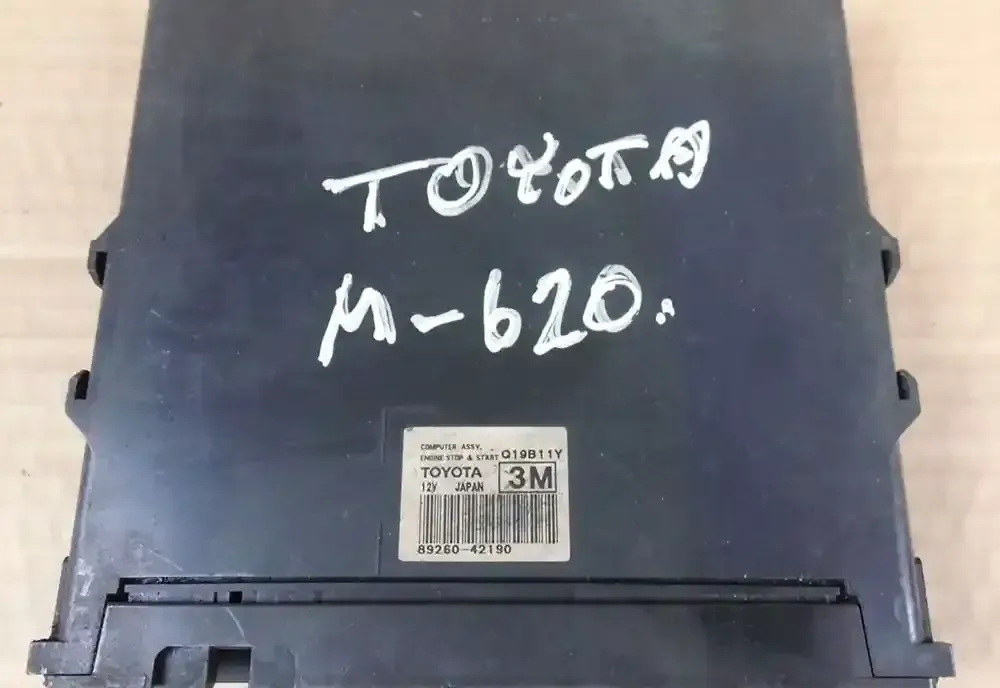 TOYOTA
M-620.
COMPUTER ASSY,
ENGINE STOP & START Q19B11Y
TOYOTA 3M
12V JAPAN
89260-42190